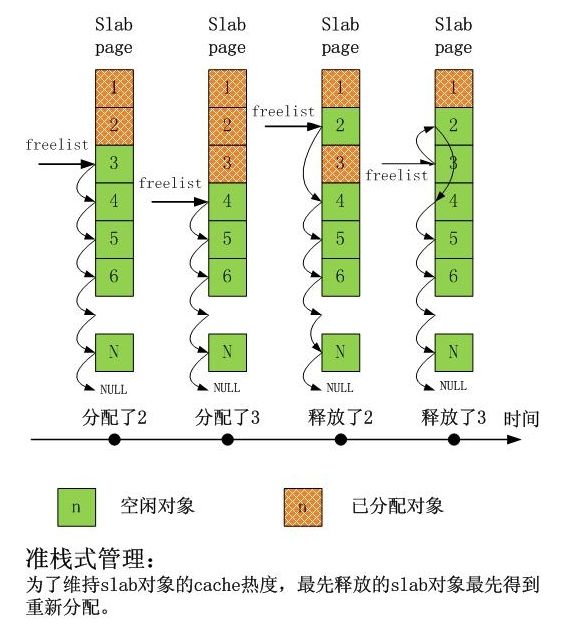 Slab page
Slab page
Slab page
Slab page
1
2
3
4
5
6
N
NULL
freelist
1
2
3
4
5
6
N
NULL
freelist
1
2
3
4
5
6
N
NULL
freelist
1
2
3
4
5
6
N
NULL
freelist
分配了2
分配了3
释放了2
释放了3
时间
n
空闲对象
n
已分配对象
准栈式管理：
为了维持slab对象的cache热度，最先释放的slab对象最先得到
重新分配。